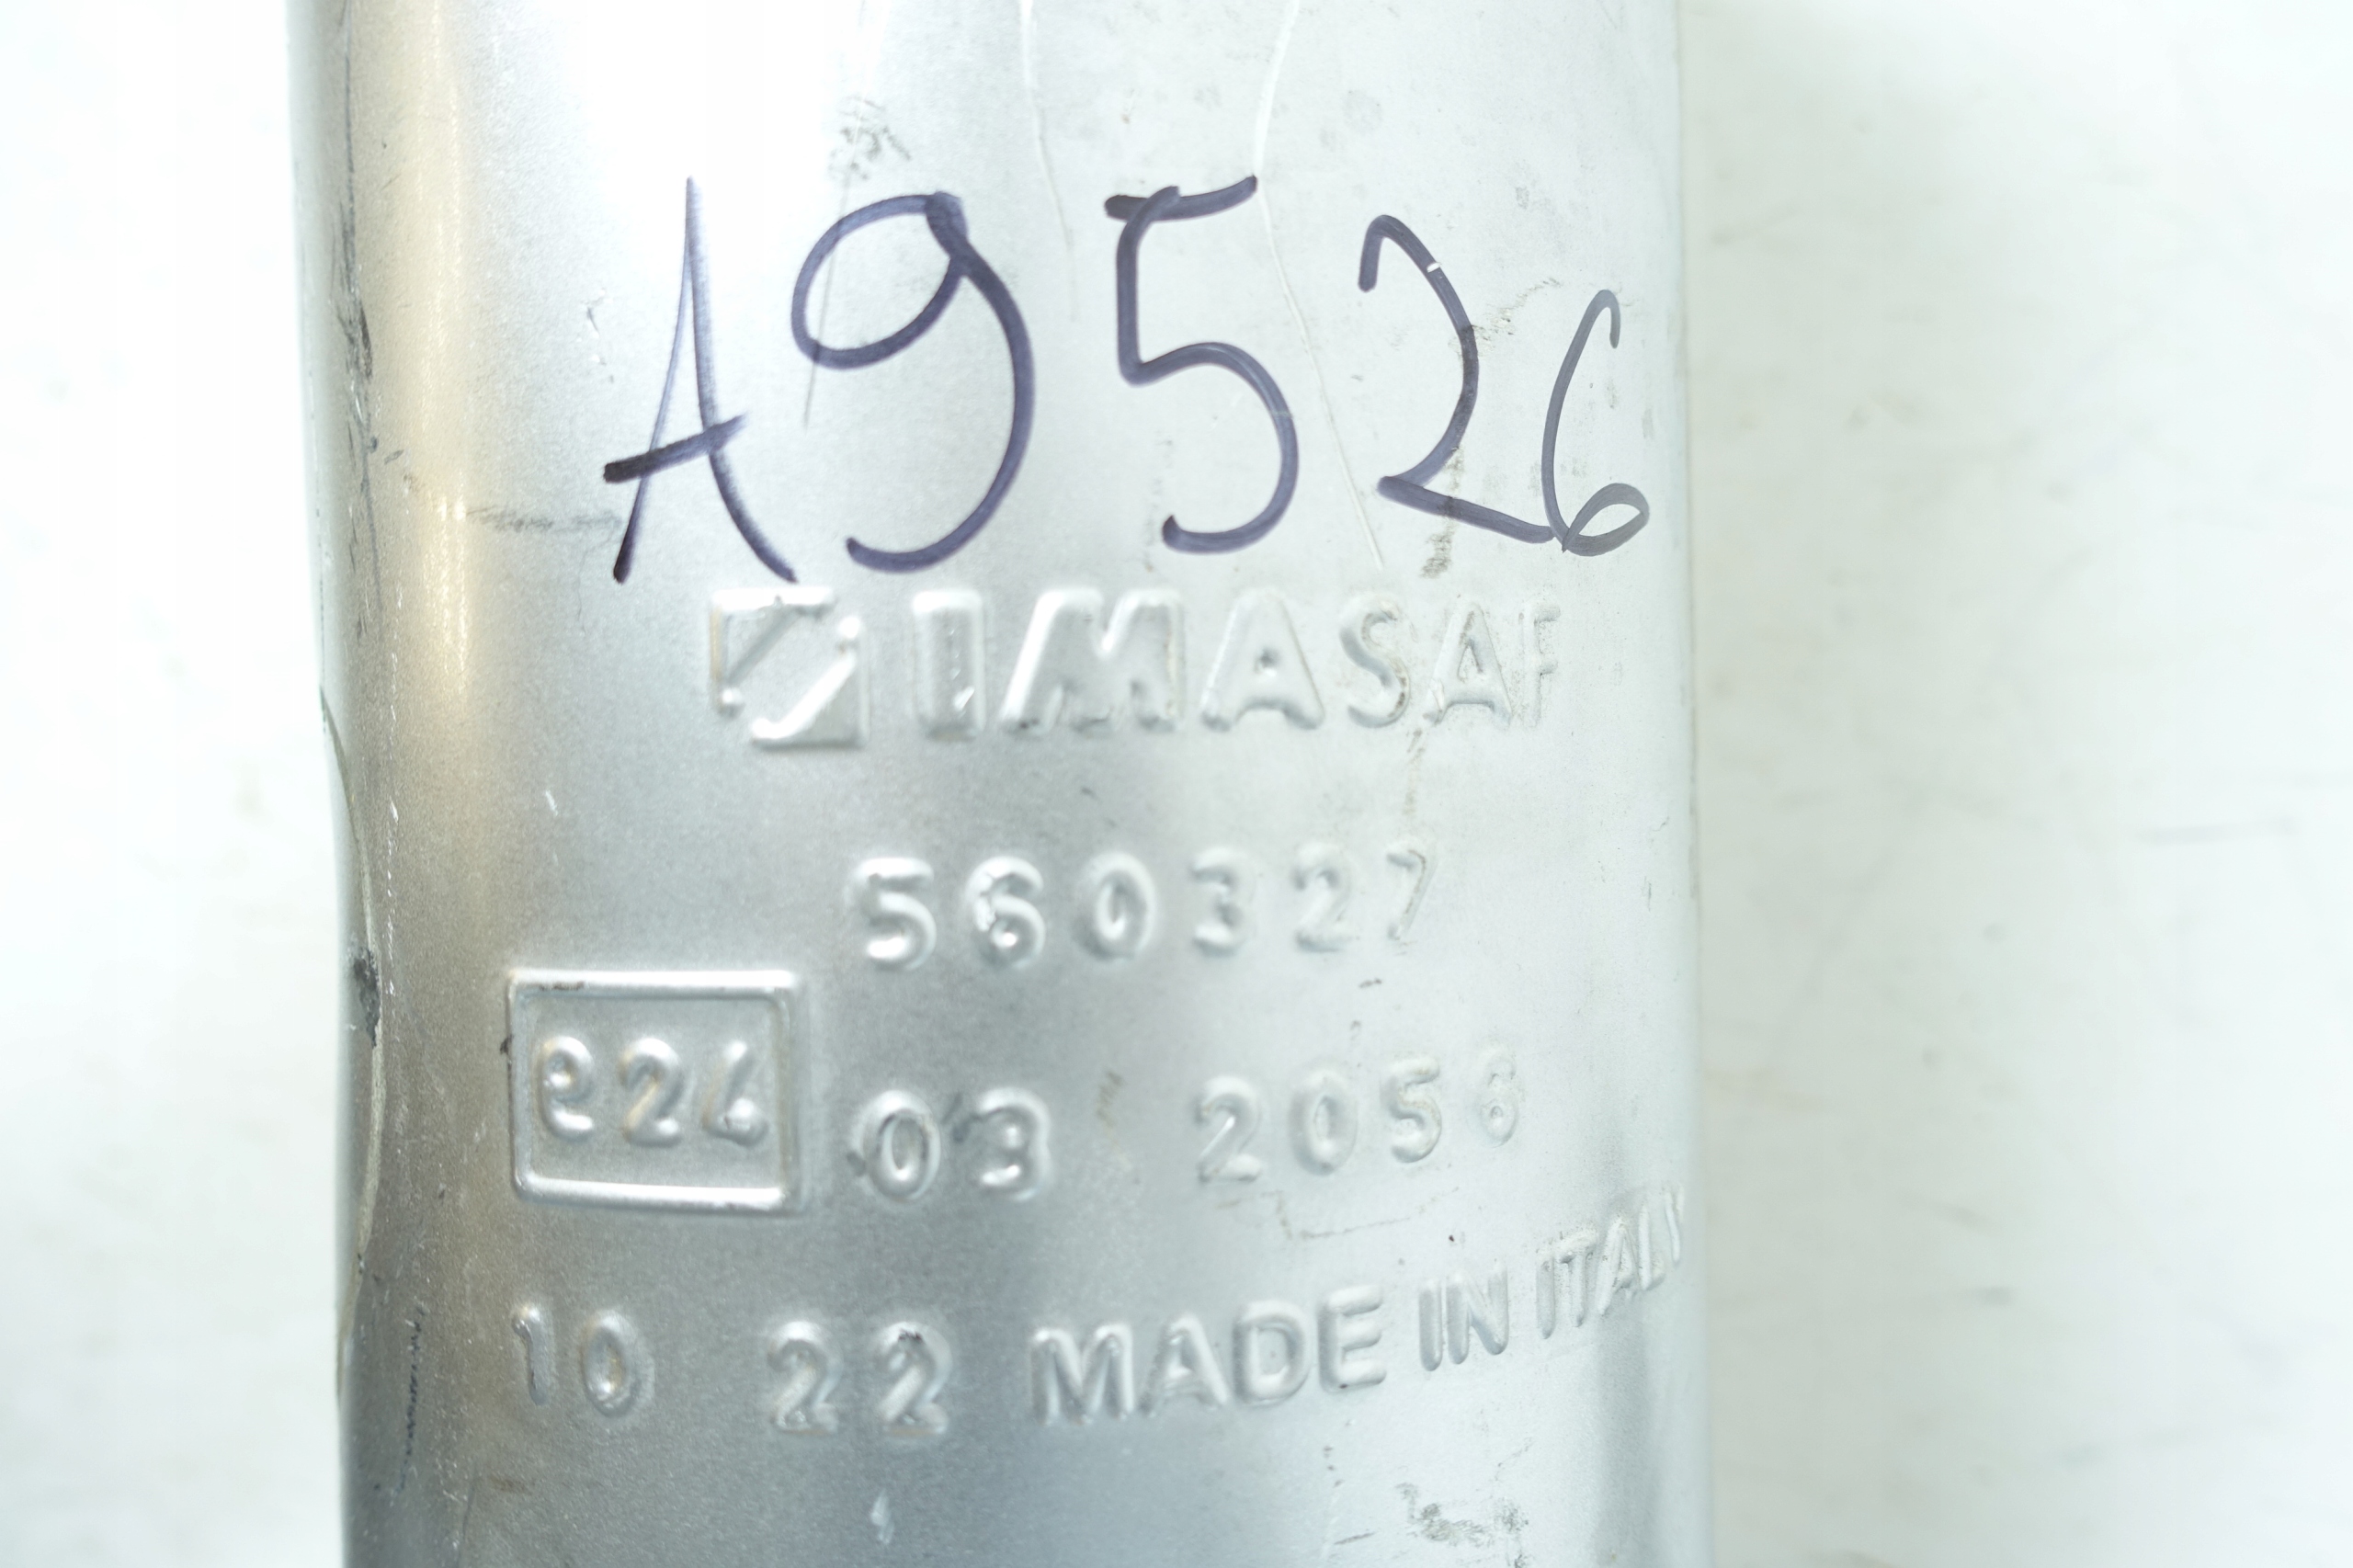 A9526
IMASAF
560327
e24 03 2056
10 22 MADE IN ITALY